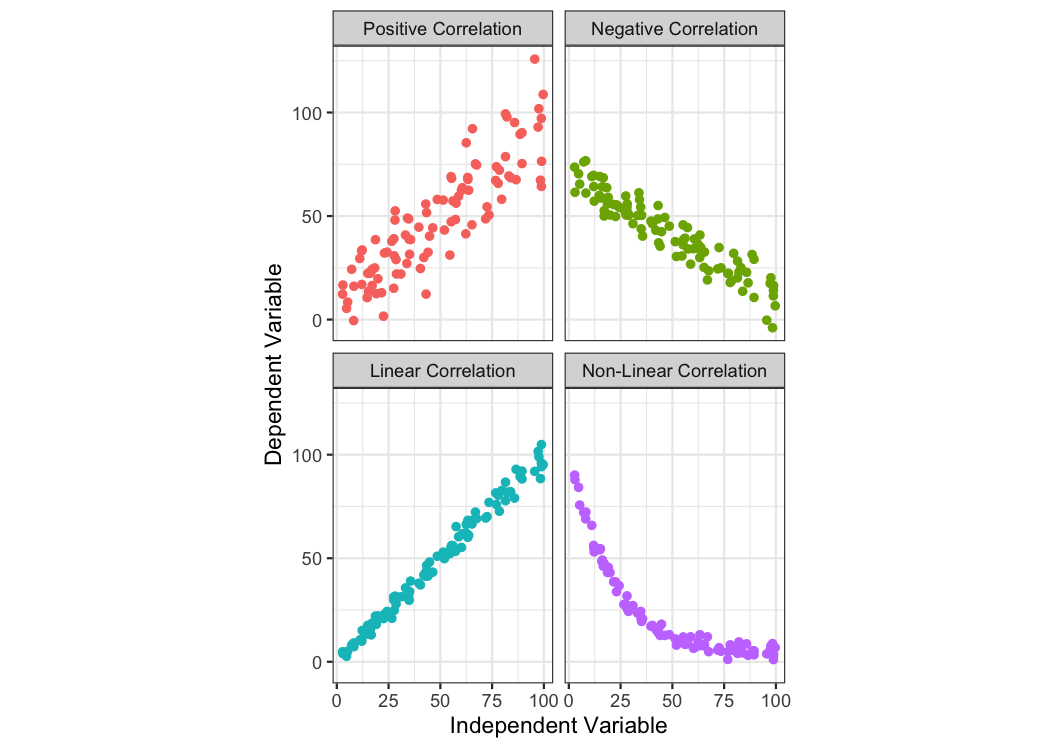 Positive Correlation
Negative Correlation
100
50
0
Linear Correlation
Non-Linear Correlation
100
50
0
0 25 50 75 100 0 25 50 75 100
Independent Variable
Dependent Variable